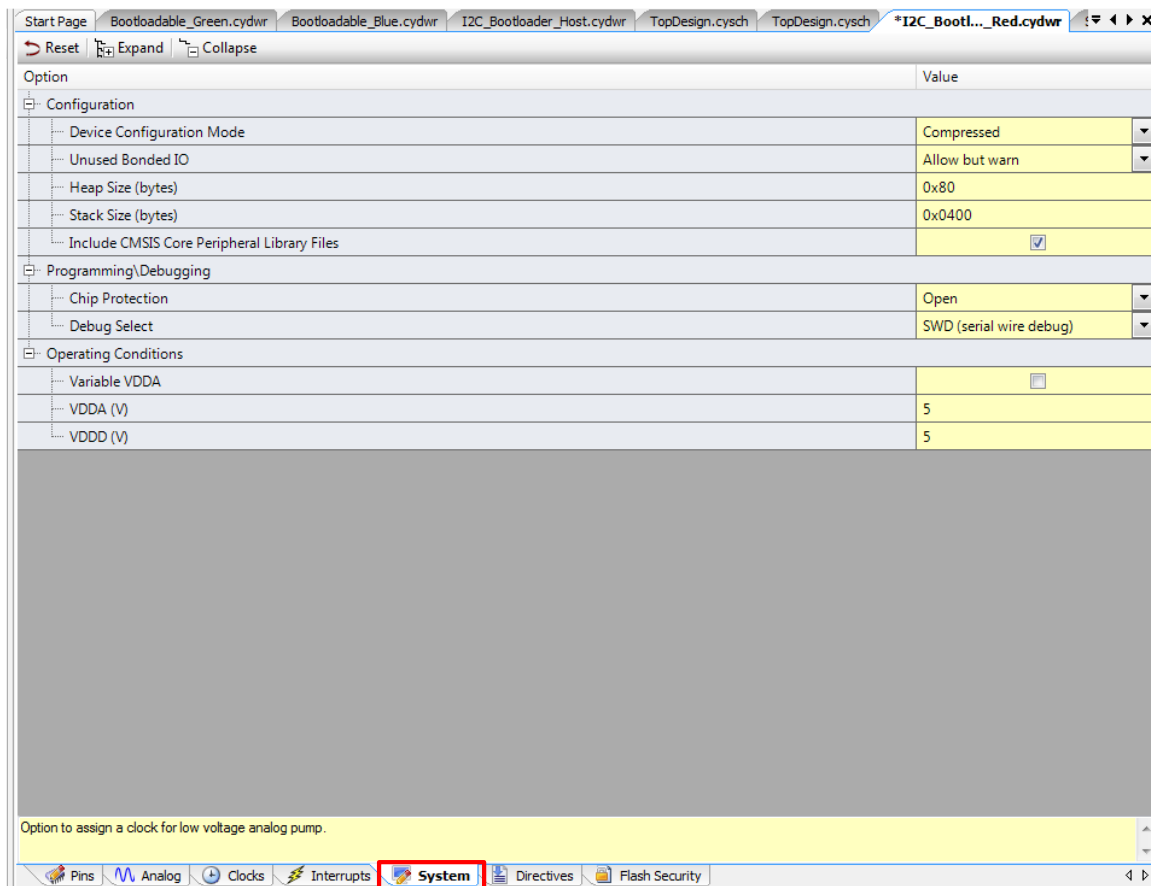 Start Page Bootloadable_Green.cydwr Bootloadable_Blue.cydwr I2C_Bootloader_Host.cydwr TopDesign.cysch TopDesign.cysch *I2C_Bootl..._Red.cydwr
Reset Expand Collapse
Option Value
Configuration
Device Configuration Mode Compressed
Unused Bonded IO Allow but warn
Heap Size (bytes) 0x80
Stack Size (bytes) 0x0400
Include CMSIS Core Peripheral Library Files
Programming\Debugging
Chip Protection Open
Debug Select SWD (serial wire debug)
Operating Conditions
Variable VDDA
VDDA (V) 5
VDDD (V) 5
Option to assign a clock for low voltage analog pump.
Pins Analog Clocks Interrupts System Directives Flash Security